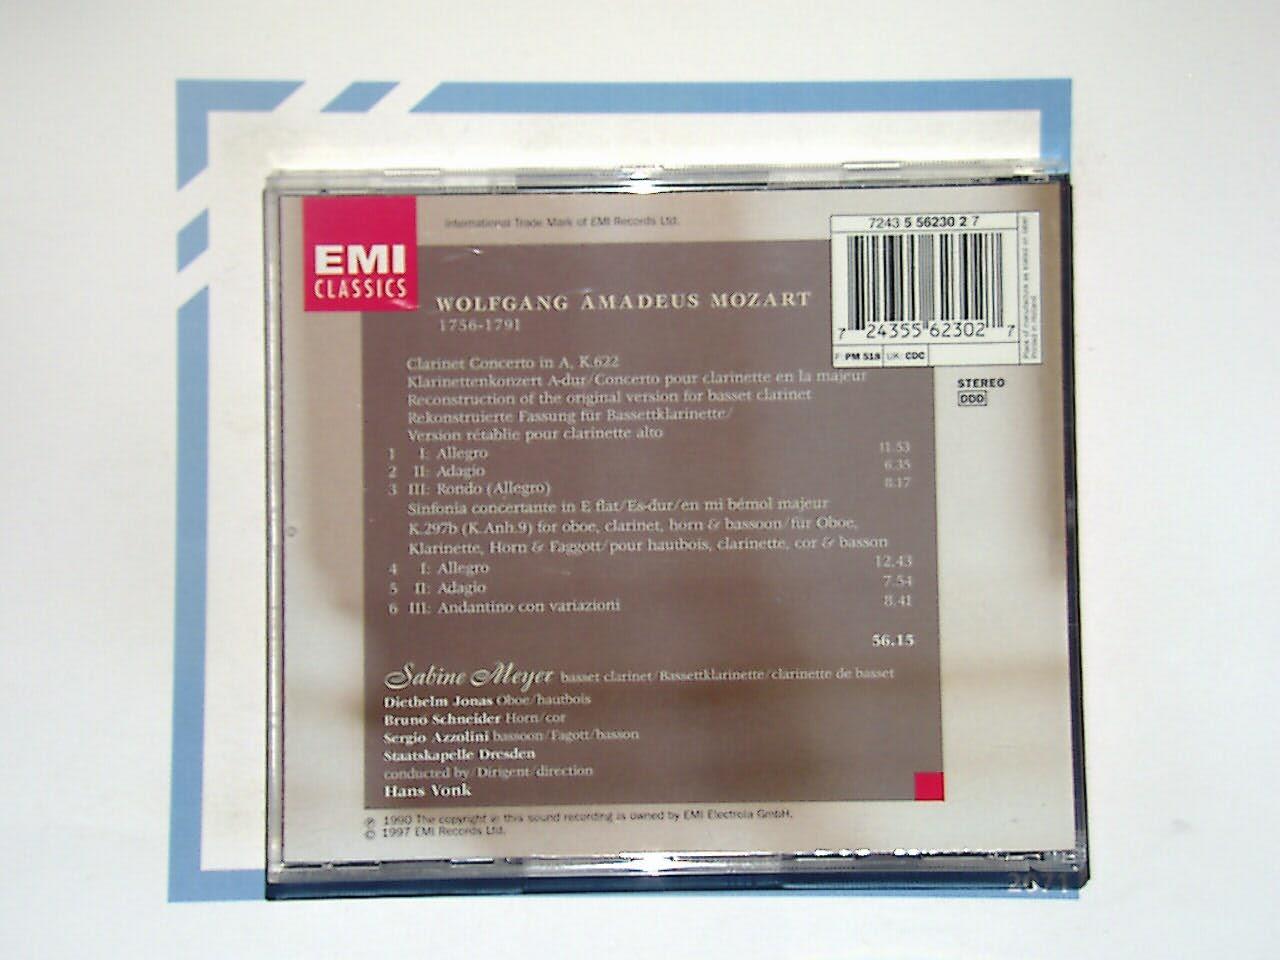 International Trade Mark of EMI Records Ltd.
EMI
CLASSICS
7243 5 56230 2 7
7 24355 62302 7
F: PM 518 UK: CDC
Printed in Holland
STEREO
DDD
WOLFGANG AMADEUS MOZART
1756-1791
Clarinet Concerto in A, K.622
Klarinettenkonzert A-dur/Concerto pour clarinette en la majeur
Reconstruction of the original version for basset clarinet
Rekonstruierte Fassung für Bassettklarinette/
Version rétablie pour clarinette alto
1 I: Allegro 11.53
2 II: Adagio 6.35
3 III: Rondo (Allegro) 8.17
Sinfonia concertante in E flat/Es-dur/en mi bémol majeur
K.297b (K.Anh.9) for oboe, clarinet, horn & bassoon/für Oboe,
Klarinette, Horn & Faggott/pour hautbois, clarinette, cor & basson
4 I: Allegro 12.43
5 II: Adagio 7.54
6 III: Andantino con variazioni 8.41
56.15
Sabine Meyer basset clarinet/Bassettklarinette/clarinette de basset
Diethelm Jonas Oboe/hautbois
Bruno Schneider Horn/cor
Sergio Azzolini bassoon/Fagott/basson
Staatskapelle Dresden
conducted by/Dirigent/direction
Hans Vonk
℗ 1990 The copyright in this sound recording is owned by EMI Electrola GmbH.
© 1997 EMI Records Ltd.